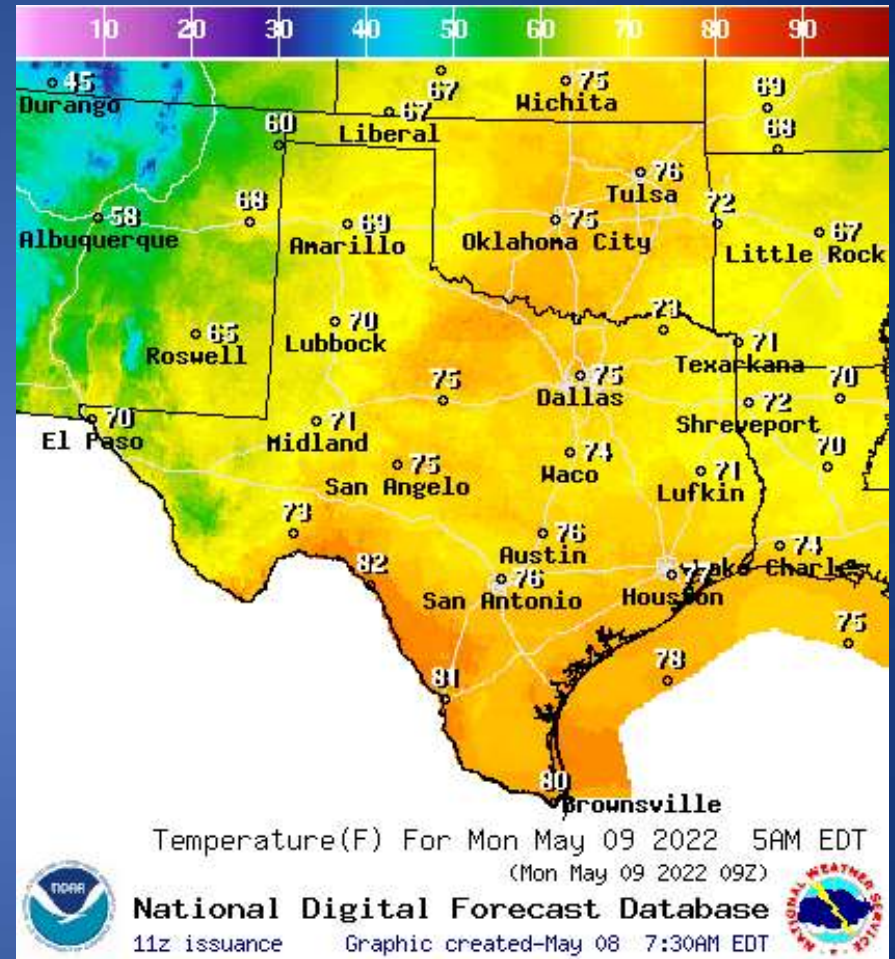 10 20 30 40 50 60 70 80 90
45 67 75 69
Durango Wichita
67
Liberal
60 68
76
Tulsa
58 68 69 75 72 67
Albuquerque Amarillo Oklahoma City Little Rock
65 70 73 71
Roswell Lubbock Texarkana
75 75 72 70
Dallas Shreveport
70 71 74 70
El Paso Midland Waco
75 71
San Angelo Lufkin
73 76 74
Austin Lake Charles
82 76 77
San Antonio Houston
75
81 78
80
Brownsville
Temperature(F) For Mon May 09 2022 5AM EDT
(Mon May 09 2022 09Z)
NOAA
NATIONAL WEATHER SERVICE
National Digital Forecast Database
11z issuance Graphic created-May 08 7:30AM EDT